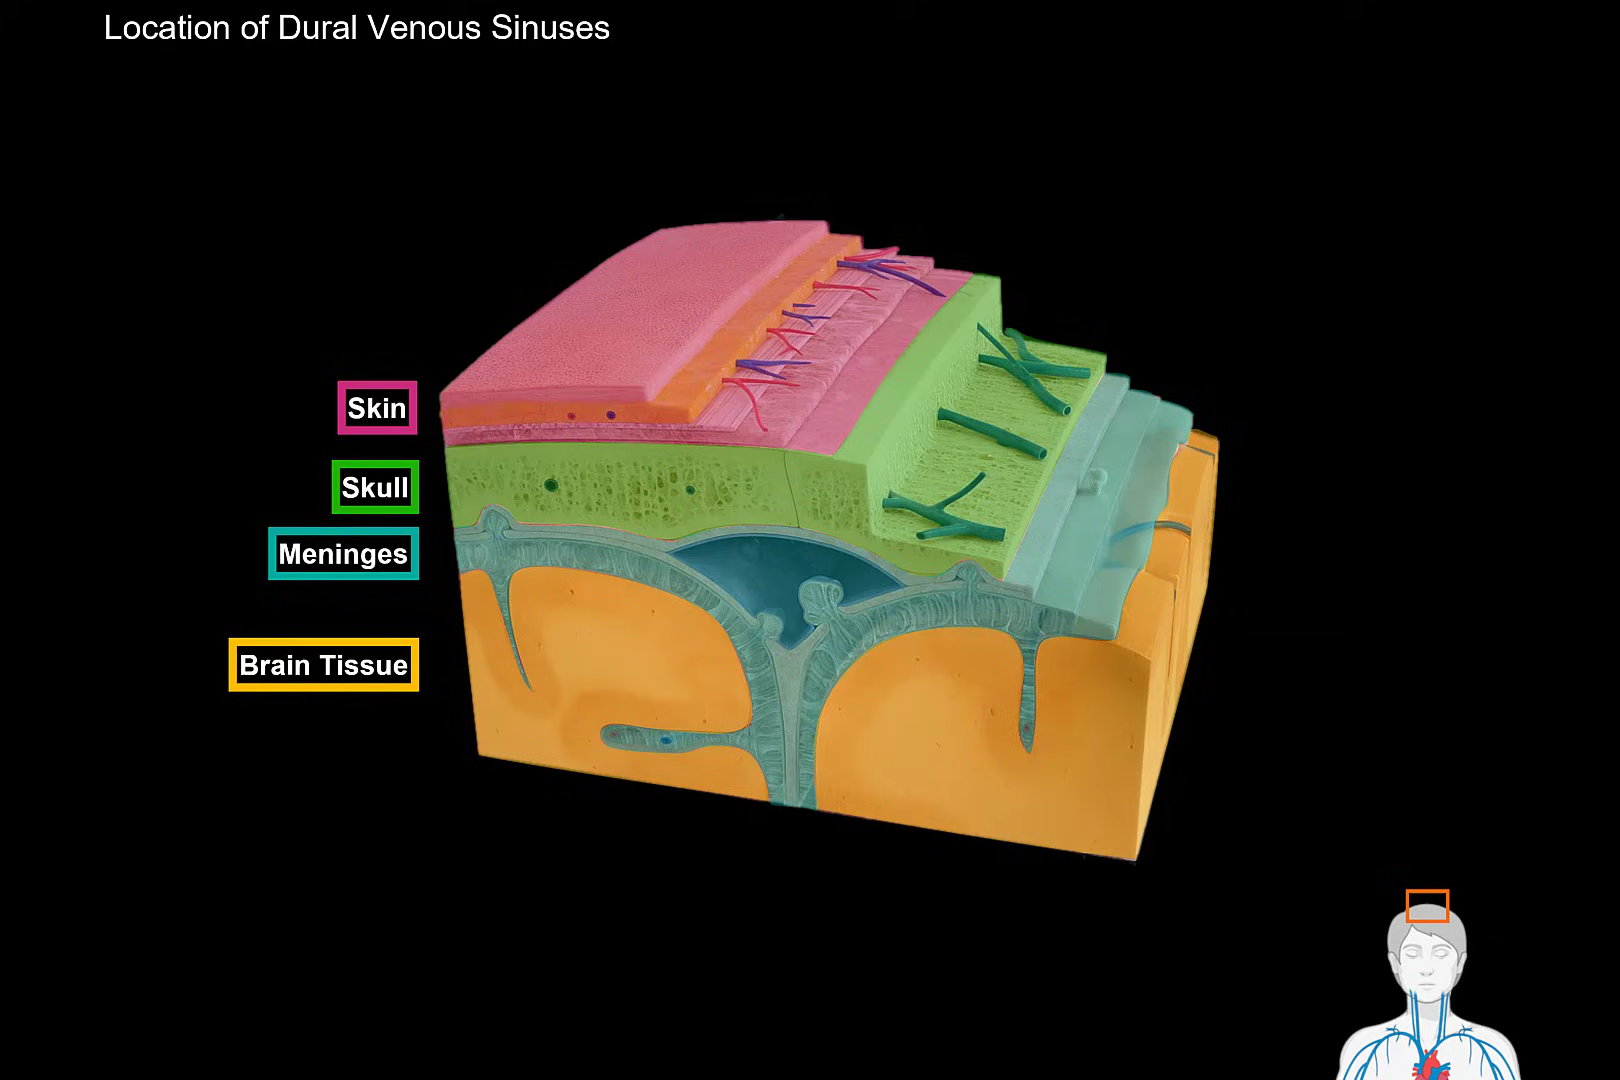 Location of Dural Venous Sinuses
Skin
Skull
Meninges
Brain Tissue